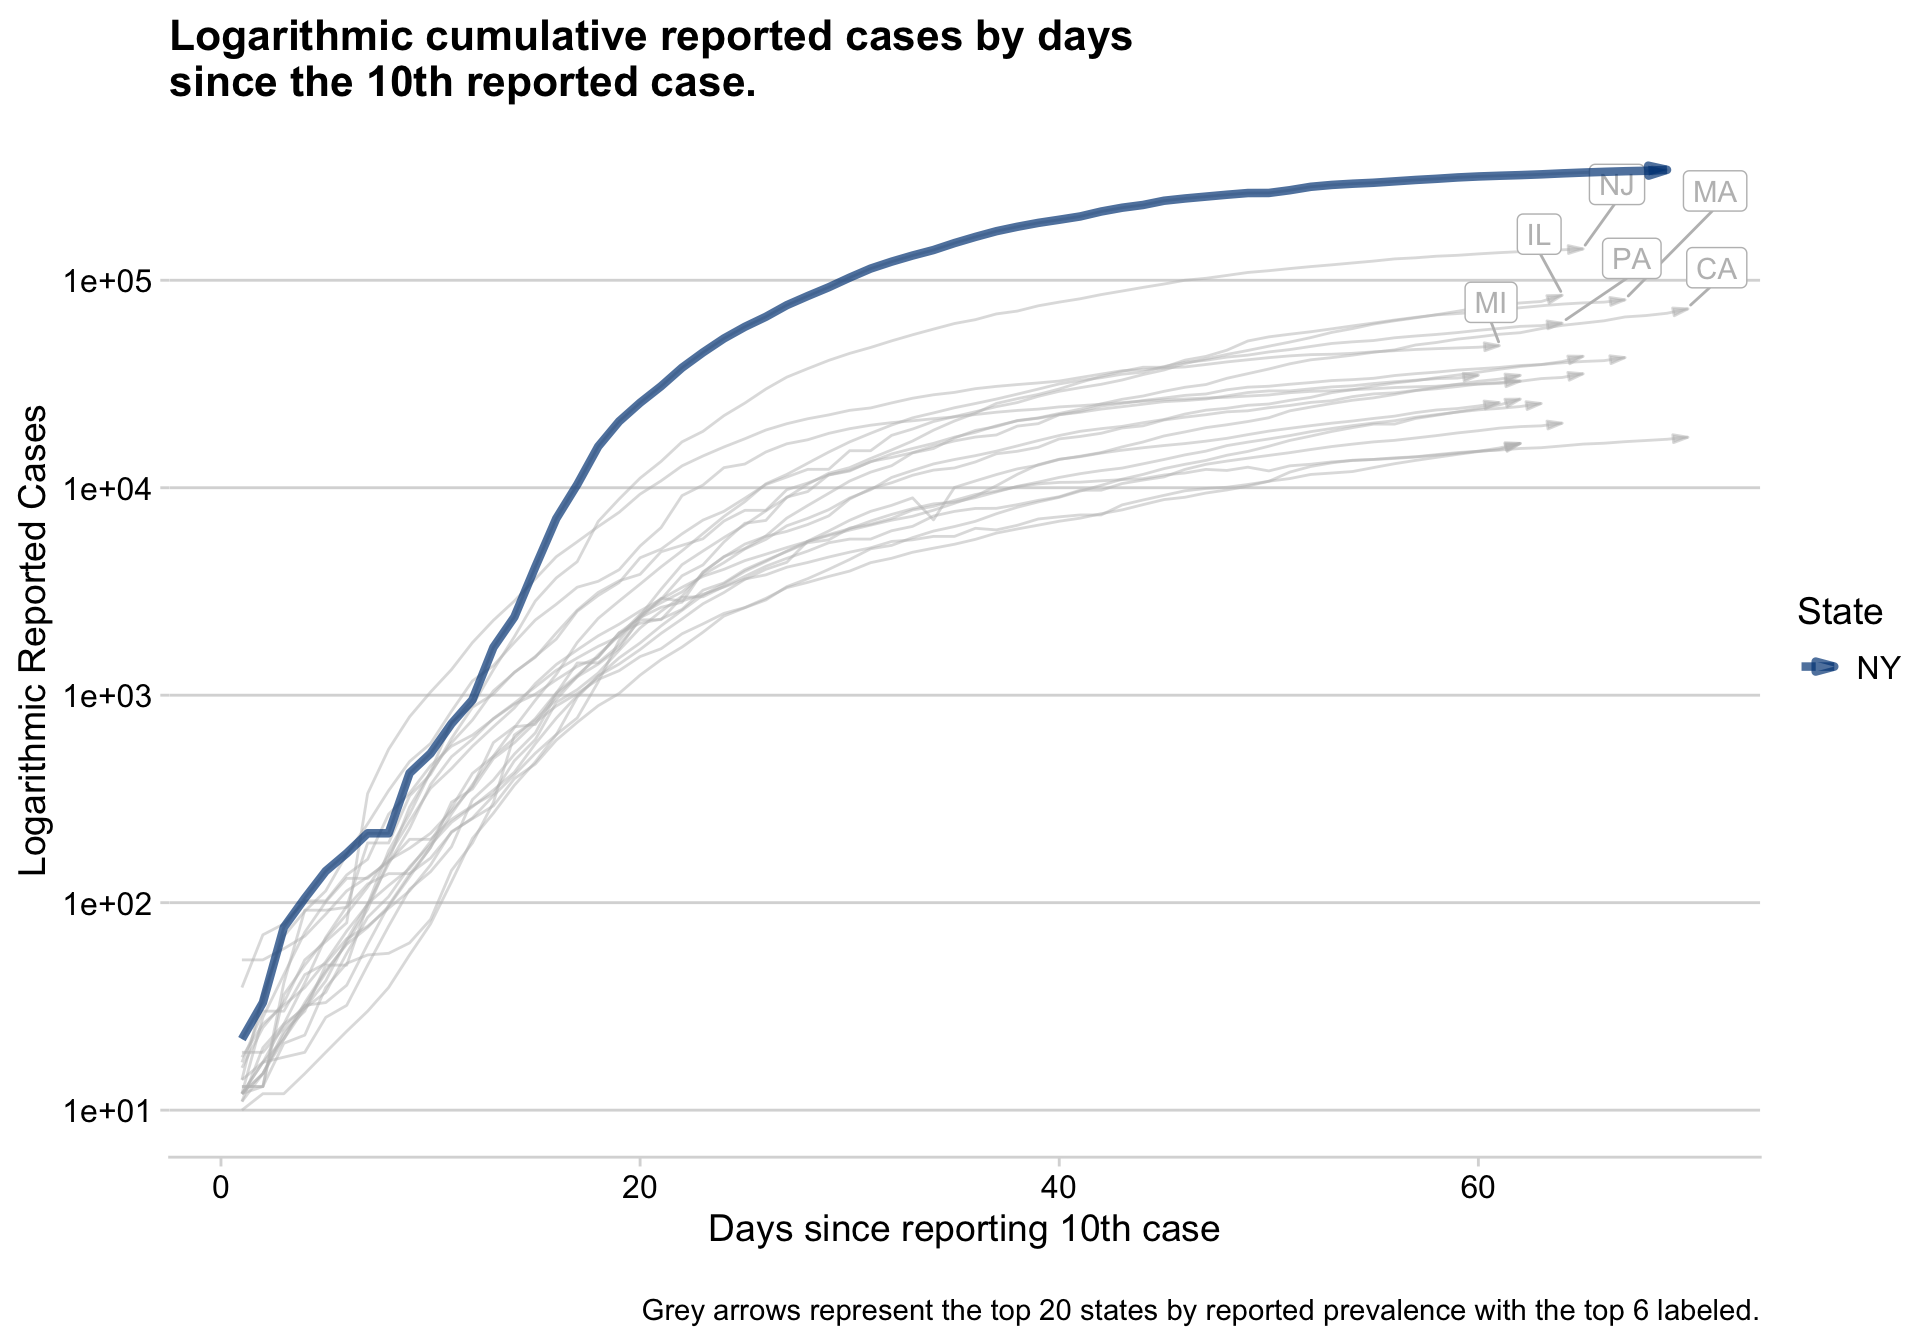 Logarithmic cumulative reported cases by days
since the 10th reported case.
NJ
MA
IL
PA
CA
MI
1e+05
1e+04
1e+03
1e+02
1e+01
Logarithmic Reported Cases
State
NY
0
20
40
60
Days since reporting 10th case
Grey arrows represent the top 20 states by reported prevalence with the top 6 labeled.